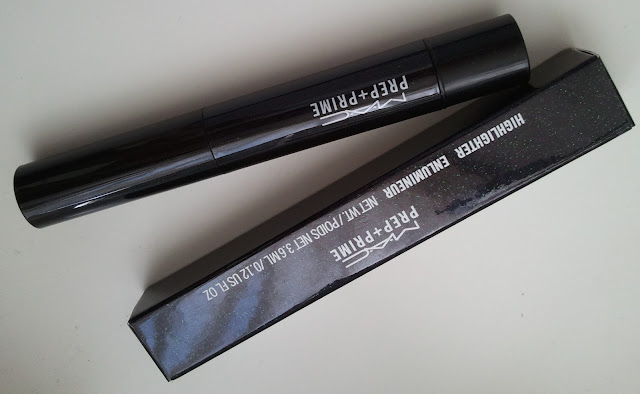 MAC
PREP+PRIME
MAC
PREP+PRIME
HIGHLIGHTER ENLUMINEUR
NET WT / POIDS NET 3.6 ML / 0.12 US FL OZ